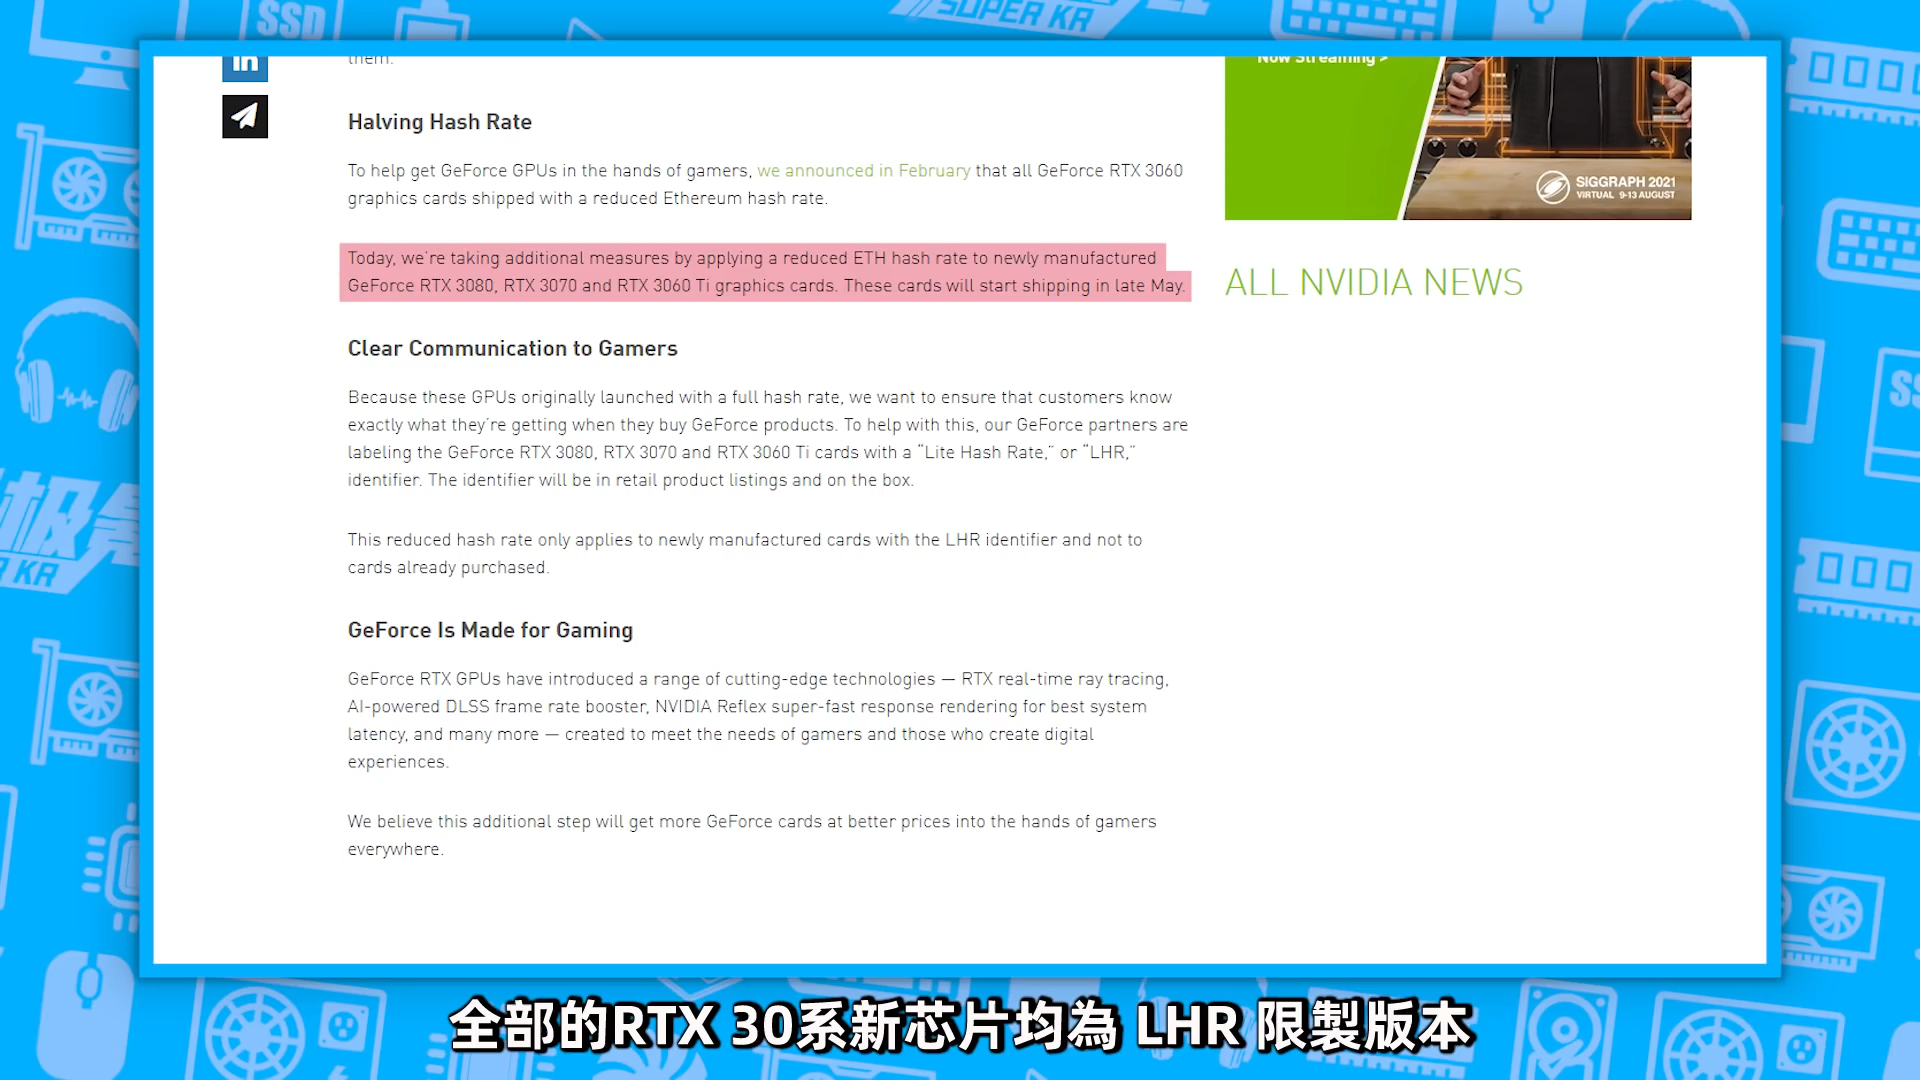 SSD
SUPER KA
them.
in
Now Streaming >
Halving Hash Rate
To help get GeForce GPUs in the hands of gamers, we announced in February that all GeForce RTX 3060
graphics cards shipped with a reduced Ethereum hash rate.
SIGGRAPH 2021
VIRTUAL 9-13 AUGUST
Today, we're taking additional measures by applying a reduced ETH hash rate to newly manufactured
GeForce RTX 3080, RTX 3070 and RTX 3060 Ti graphics cards. These cards will start shipping in late May.
ALL NVIDIA NEWS
Clear Communication to Gamers
Because these GPUs originally launched with a full hash rate, we want to ensure that customers know
exactly what they're getting when they buy GeForce products. To help with this, our GeForce partners are
labeling the GeForce RTX 3080, RTX 3070 and RTX 3060 Ti cards with a “Lite Hash Rate,” or “LHR,”
identifier. The identifier will be in retail product listings and on the box.
This reduced hash rate only applies to newly manufactured cards with the LHR identifier and not to
cards already purchased.
GeForce Is Made for Gaming
GeForce RTX GPUs have introduced a range of cutting-edge technologies — RTX real-time ray tracing,
AI-powered DLSS frame rate booster, NVIDIA Reflex super-fast response rendering for best system
latency, and many more — created to meet the needs of gamers and those who create digital
experiences.
We believe this additional step will get more GeForce cards at better prices into the hands of gamers
everywhere.
全部的RTX 30系新芯片均為 LHR 限製版本